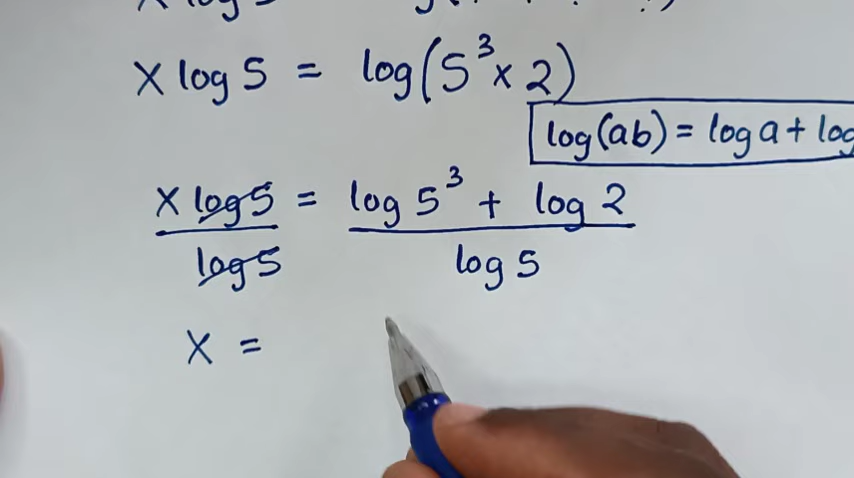 x log 5 = log(5³ x 2)
log(ab) = log a + log
x log 5 = log 5³ + log 2
log 5 log 5
x =